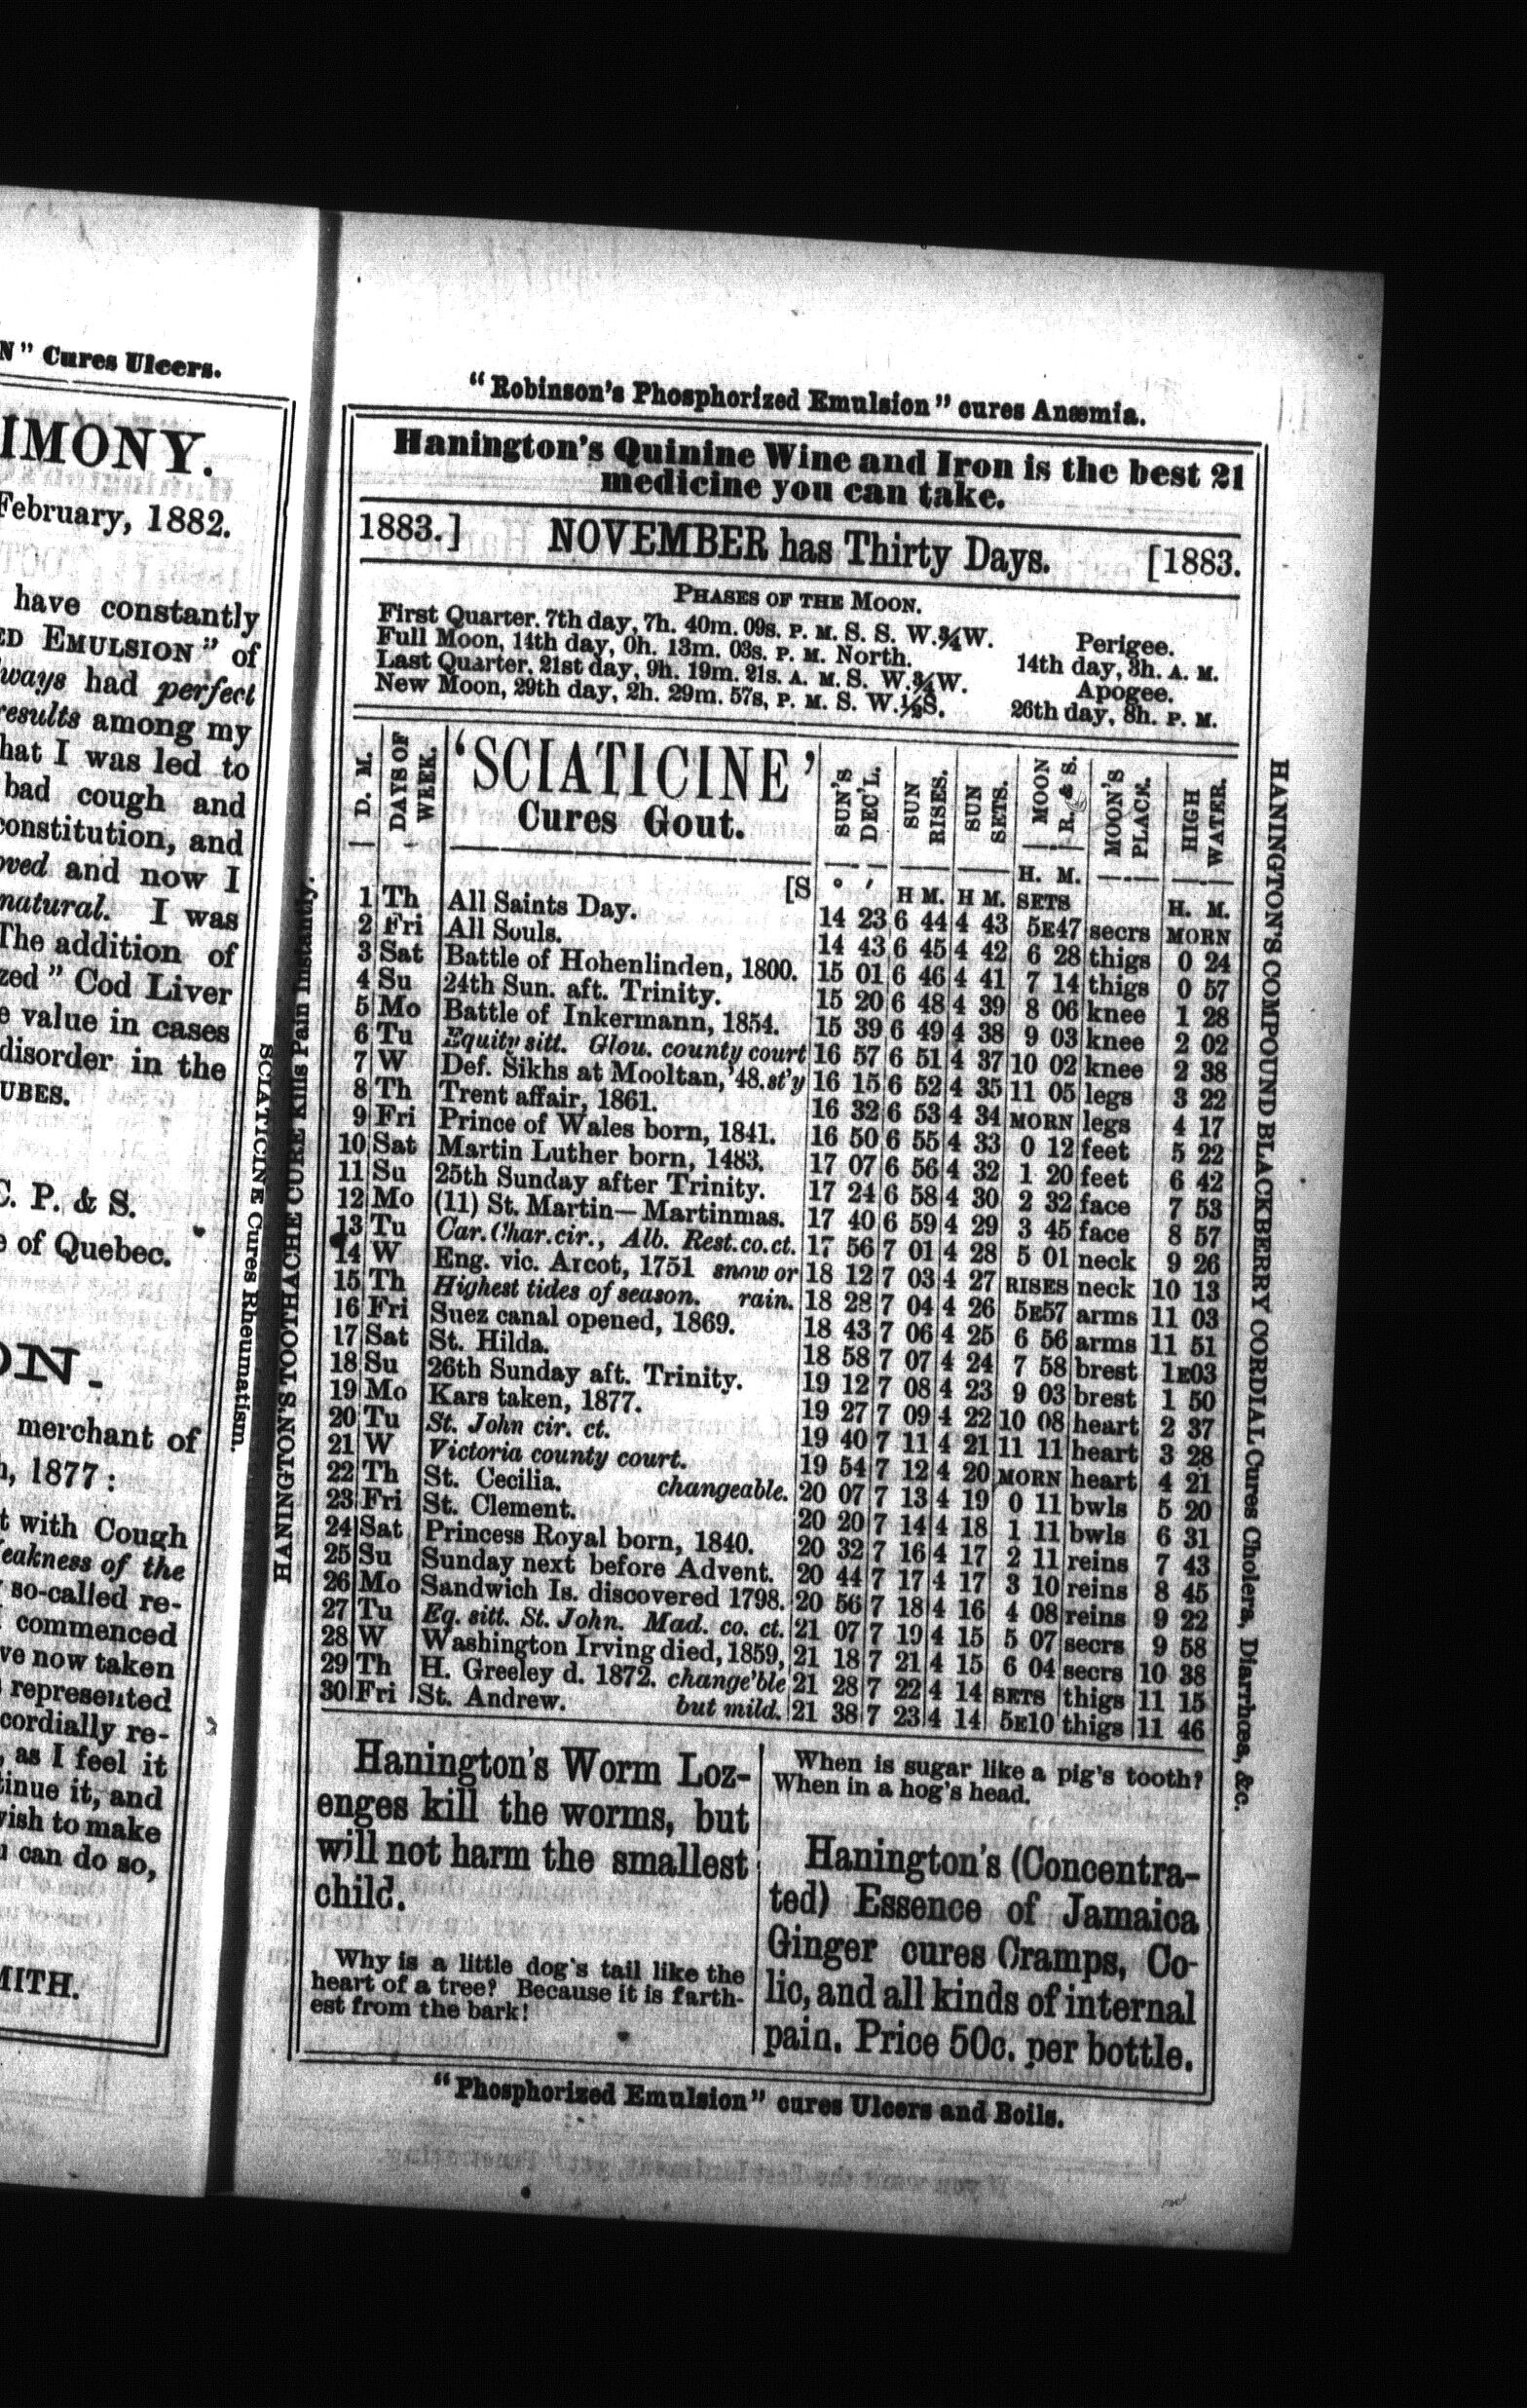 N" Cures Ulcers.
IMONY.
February, 1882.
have constantly
ED EMULSION" of
ways had perfect
results among my
hat I was led to
bad cough and
constitution, and
oved and now I
natural. I was
The addition of
zed" Cod Liver
e value in cases
disorder in the
UBES.
C. P. & S.
e of Quebec.
ON.
merchant of
h, 1877:
t with Cough
eakness of the
so-called re-
commenced
ve now taken
represented
cordially re-
, as I feel it
tinue it, and
wish to make
u can do so,
MITH.
SCIATICINE Cures Rheumatism.
HANINGTON'S TOOTHACHE CURE Kills Pain Instantly.
"Robinson's Phosphorized Emulsion" cures Anæmia.
Hanington's Quinine Wine and Iron is the best 21
medicine you can take.
1883.] NOVEMBER has Thirty Days. [1883.
PHASES OF THE MOON.
First Quarter. 7th day, 7h. 40m. 09s. P. M. S. S. W.¾W. Perigee.
Full Moon, 14th day, 0h. 13m. 03s. P. M. North. 14th day, 3h. A. M.
Last Quarter. 21st day, 9h. 19m. 21s. A. M. S. W.¾W. Apogee.
New Moon, 29th day, 2h. 29m. 57s, P. M. S. W.½S. 26th day, 8h. P. M.
D. M. DAYS OF WEEK. 'SCIATICINE' SUN'S DEC'L. SUN RISES. SUN SETS. MOON R. & S. MOON'S PLACE. HIGH WATER.
Cures Gout.
[S ° ′ H M. H M. H. M. H. M.
1 Th All Saints Day. 14 23 6 44 4 43 SETS secrs MORN
2 Fri All Souls. 14 43 6 45 4 42 5E47 thigs 0 24
3 Sat Battle of Hohenlinden, 1800. 15 01 6 46 4 41 6 28 thigs 0 57
4 Su 24th Sun. aft. Trinity. 15 20 6 48 4 39 7 14 knee 1 28
5 Mo Battle of Inkermann, 1854. 15 39 6 49 4 38 8 06 knee 2 02
6 Tu Equity sitt. Glou. county court 16 57 6 51 4 37 9 03 knee 2 38
7 W Def. Sikhs at Mooltan, '48. st'y 16 15 6 52 4 35 10 02 legs 3 22
8 Th Trent affair, 1861. 16 32 6 53 4 34 11 05 legs 4 17
9 Fri Prince of Wales born, 1841. 16 50 6 55 4 33 MORN feet 5 22
10 Sat Martin Luther born, 1483. 17 07 6 56 4 32 0 12 feet 6 42
11 Su 25th Sunday after Trinity. 17 24 6 58 4 30 1 20 face 7 53
12 Mo (11) St. Martin—Martinmas. 17 40 6 59 4 29 2 32 face 8 57
13 Tu Car. Char. cir., Alb. Rest. co. ct. 17 56 7 01 4 28 3 45 neck 9 26
14 W Eng. vic. Arcot, 1751 snow or 18 12 7 03 4 27 5 01 neck 10 13
15 Th Highest tides of season. rain. 18 28 7 04 4 26 RISES arms 11 03
16 Fri Suez canal opened, 1869. 18 43 7 06 4 25 5E57 arms 11 51
17 Sat St. Hilda. 18 58 7 07 4 24 6 56 brest 1E03
18 Su 26th Sunday aft. Trinity. 19 12 7 08 4 23 7 58 brest 1 50
19 Mo Kars taken, 1877. 19 27 7 09 4 22 9 03 heart 2 37
20 Tu St. John cir. ct. 19 40 7 11 4 21 10 08 heart 3 28
21 W Victoria county court. 19 54 7 12 4 20 11 11 heart 4 21
22 Th St. Cecilia. changeable. 20 07 7 13 4 19 MORN bwls 5 20
23 Fri St. Clement. 20 20 7 14 4 18 0 11 bwls 6 31
24 Sat Princess Royal born, 1840. 20 32 7 16 4 17 1 11 reins 7 43
25 Su Sunday next before Advent. 20 44 7 17 4 17 2 11 reins 8 45
26 Mo Sandwich Is. discovered 1798. 20 56 7 18 4 16 3 10 reins 9 22
27 Tu Eq. sitt. St. John. Mad. co. ct. 21 07 7 19 4 15 4 08 secrs 9 58
28 W Washington Irving died, 1859, 21 18 7 21 4 15 5 07 secrs 10 38
29 Th H. Greeley d. 1872. change'ble 21 28 7 22 4 14 6 04 thigs 11 15
30 Fri St. Andrew. but mild. 21 38 7 23 4 14 SETS 5E10 thigs 11 46
Hanington's Worm Loz-
enges kill the worms, but
will not harm the smallest
child.
Why is a little dog's tail like the
heart of a tree? Because it is farth-
est from the bark!
When is sugar like a pig's tooth?
When in a hog's head.
Hanington's (Concentra-
ted) Essence of Jamaica
Ginger cures Cramps, Co-
lic, and all kinds of internal
pain. Price 50c. per bottle.
"Phosphorized Emulsion" cures Ulcers and Boils.
HANINGTON'S COMPOUND BLACKBERRY CORDIAL Cures Cholera, Diarrhœa, &c.